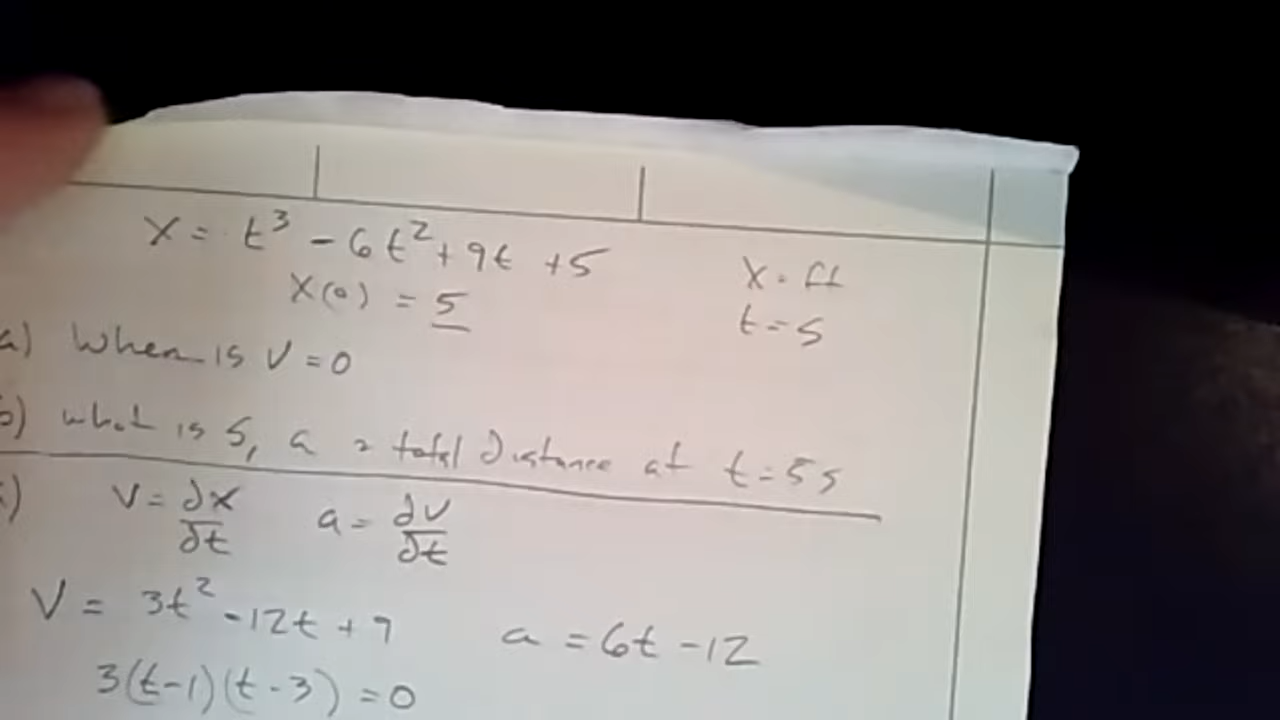 x = t³ - 6t² + 9t + 5
x = ft
x(0) = 5
t = s
a) When is V = 0
b) what is s, a & total Distance at t = 5s
V = ∂x/∂t a = ∂v/∂t
V = 3t² - 12t + 9 a = 6t - 12
3(t-1)(t-3) = 0